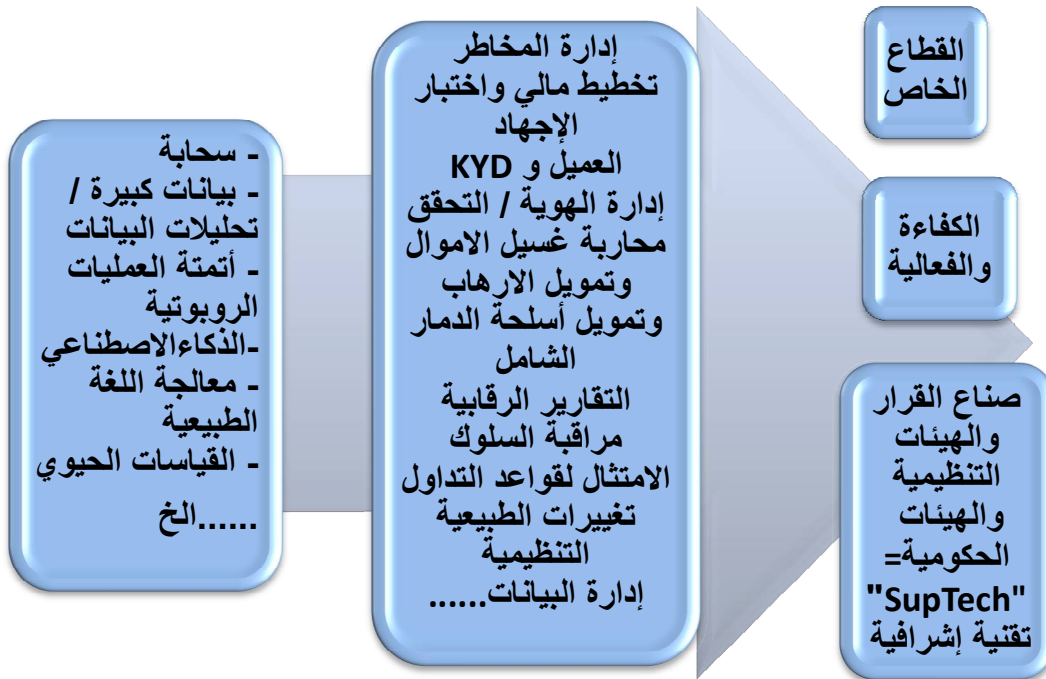 - سحابة
- بيانات كبيرة /
تحليلات البيانات
- أتمتة العمليات
الروبوتية
-الذكاءالاصطناعي
- معالجة اللغة
الطبيعية
- القياسات الحيوي
......الخ
إدارة المخاطر
تخطيط مالي واختبار
الإجهاد
العميل و KYD
إدارة الهوية / التحقق
محاربة غسيل الاموال
وتمويل الارهاب
وتمويل أسلحة الدمار
الشامل
التقارير الرقابية
مراقبة السلوك
الامتثال لقواعد التداول
تغييرات الطبيعية
التنظيمية
إدارة البيانات......
القطاع
الخاص
الكفاءة
والفعالية
صناع القرار
والهيئات
التنظيمية
والهيئات
الحكومية=
"SupTech"
تقنية إشرافية